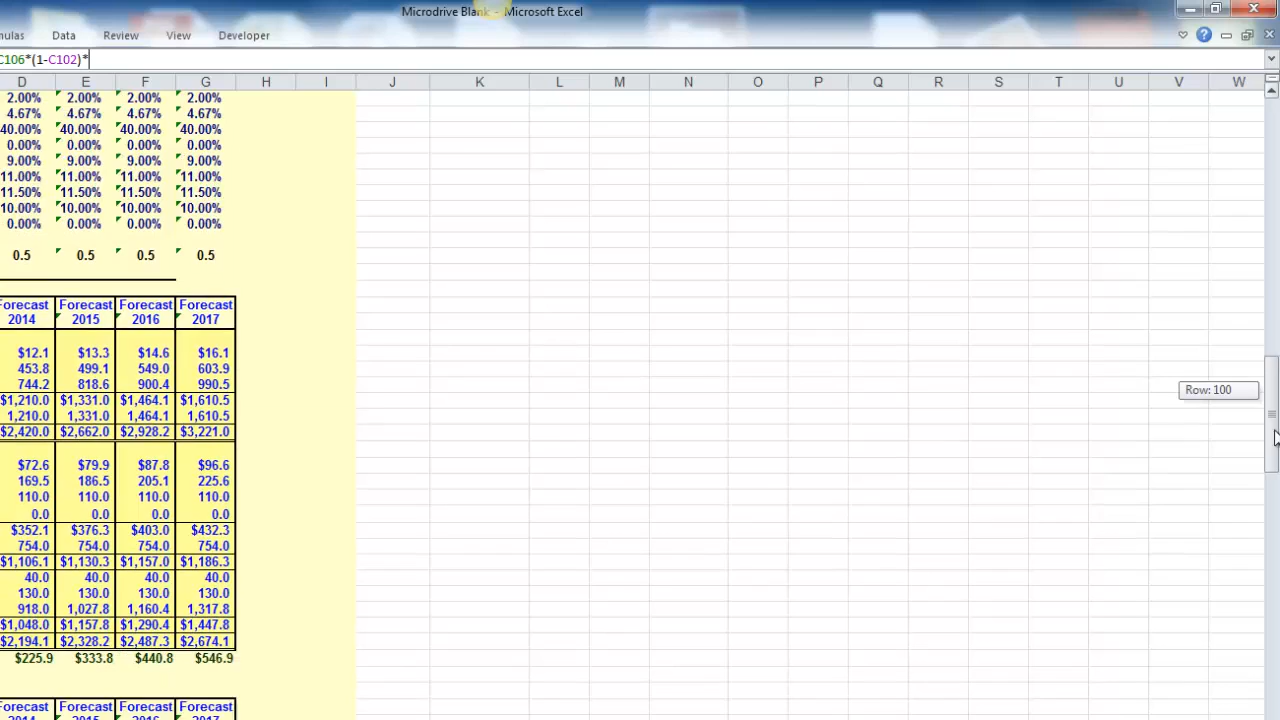 Microdrive Blank - Microsoft Excel
mulas Data Review View Developer
C106*(1-C102)*
D E F G H I J K L M N O P Q R S T U V W
2.00% 2.00% 2.00% 2.00%
4.67% 4.67% 4.67% 4.67%
40.00% 40.00% 40.00% 40.00%
0.00% 0.00% 0.00% 0.00%
9.00% 9.00% 9.00% 9.00%
11.00% 11.00% 11.00% 11.00%
11.50% 11.50% 11.50% 11.50%
10.00% 10.00% 10.00% 10.00%
0.00% 0.00% 0.00% 0.00%
0.5 0.5 0.5 0.5
Forecast Forecast Forecast Forecast
2014 2015 2016 2017
$12.1 $13.3 $14.6 $16.1
453.8 499.1 549.0 603.9
744.2 818.6 900.4 990.5
$1,210.0 $1,331.0 $1,464.1 $1,610.5
1,210.0 1,331.0 1,464.1 1,610.5
$2,420.0 $2,662.0 $2,928.2 $3,221.0
$72.6 $79.9 $87.8 $96.6
169.5 186.5 205.1 225.6
110.0 110.0 110.0 110.0
0.0 0.0 0.0 0.0
$352.1 $376.3 $403.0 $432.3
754.0 754.0 754.0 754.0
$1,106.1 $1,130.3 $1,157.0 $1,186.3
40.0 40.0 40.0 40.0
130.0 130.0 130.0 130.0
918.0 1,027.8 1,160.4 1,317.8
$1,048.0 $1,157.8 $1,290.4 $1,447.8
$2,194.1 $2,328.2 $2,487.3 $2,674.1
$225.9 $333.8 $440.8 $546.9
Forecast Forecast Forecast Forecast
2014 2015 2016 2017
Row: 100